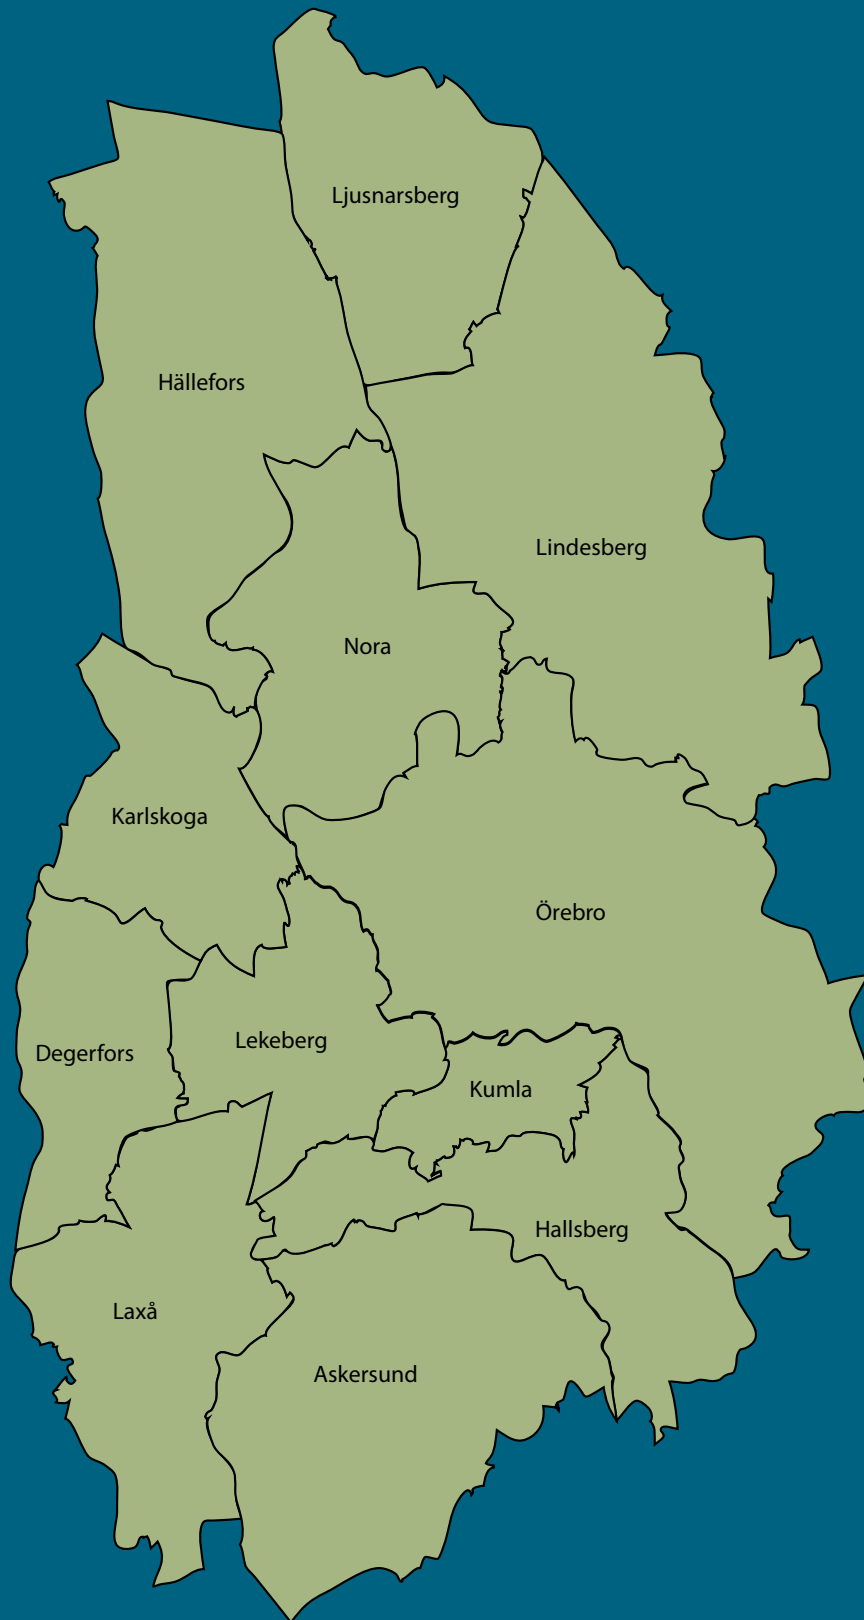 Ljusnarsberg
Hällefors
Lindesberg
Nora
Karlskoga
Örebro
Lekeberg
Degerfors
Kumla
Hallsberg
Laxå
Askersund